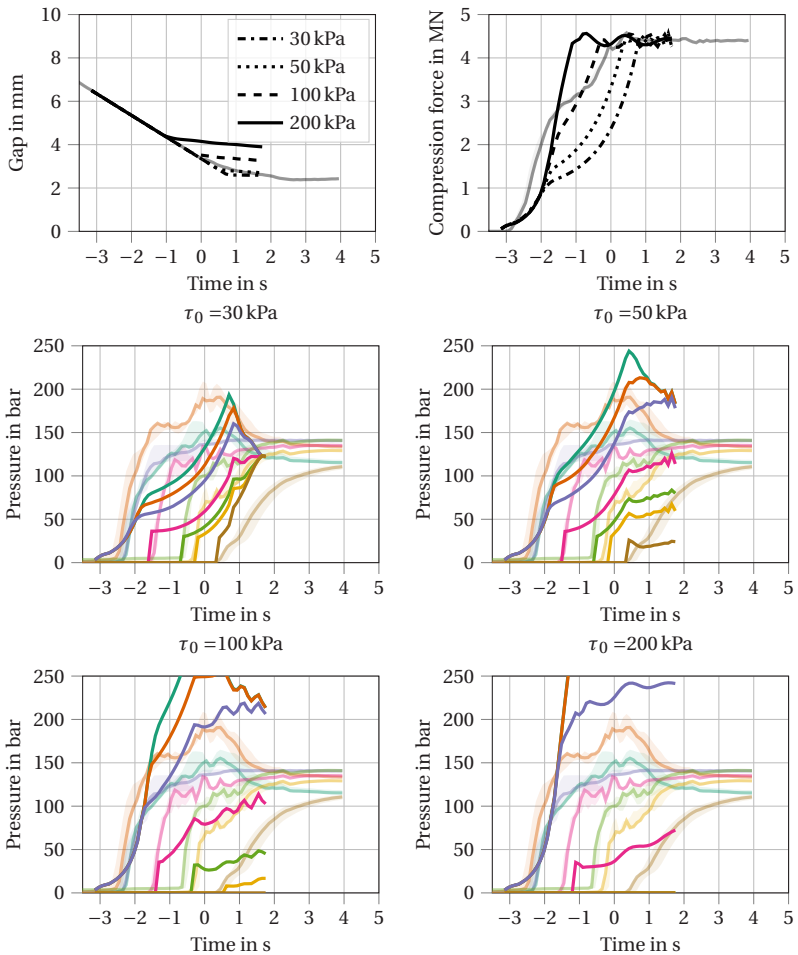 10
8
6
4
2
0
Gap in mm
−3 −2 −1 0 1 2 3 4 5
Time in s
30 kPa
50 kPa
100 kPa
200 kPa
5
4
3
2
1
0
Compression force in MN
−3 −2 −1 0 1 2 3 4 5
Time in s
τ0 =30 kPa
250
200
150
100
50
0
Pressure in bar
−3 −2 −1 0 1 2 3 4 5
Time in s
τ0 =50 kPa
250
200
150
100
50
0
Pressure in bar
−3 −2 −1 0 1 2 3 4 5
Time in s
τ0 =100 kPa
250
200
150
100
50
0
Pressure in bar
−3 −2 −1 0 1 2 3 4 5
Time in s
τ0 =200 kPa
250
200
150
100
50
0
Pressure in bar
−3 −2 −1 0 1 2 3 4 5
Time in s